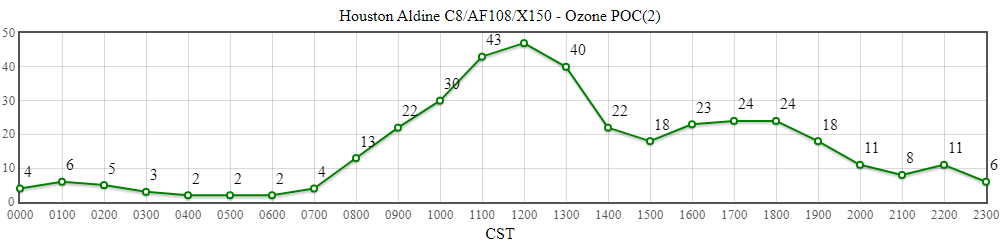 Houston Aldine C8/AF108/X150 - Ozone POC(2)
50
40
30
20
10
0
4 6 5 3 2 2 2 4 13 22 30 43 40 22 18 23 24 24 18 11 8 11 6
0000 0100 0200 0300 0400 0500 0600 0700 0800 0900 1000 1100 1200 1300 1400 1500 1600 1700 1800 1900 2000 2100 2200 2300
CST